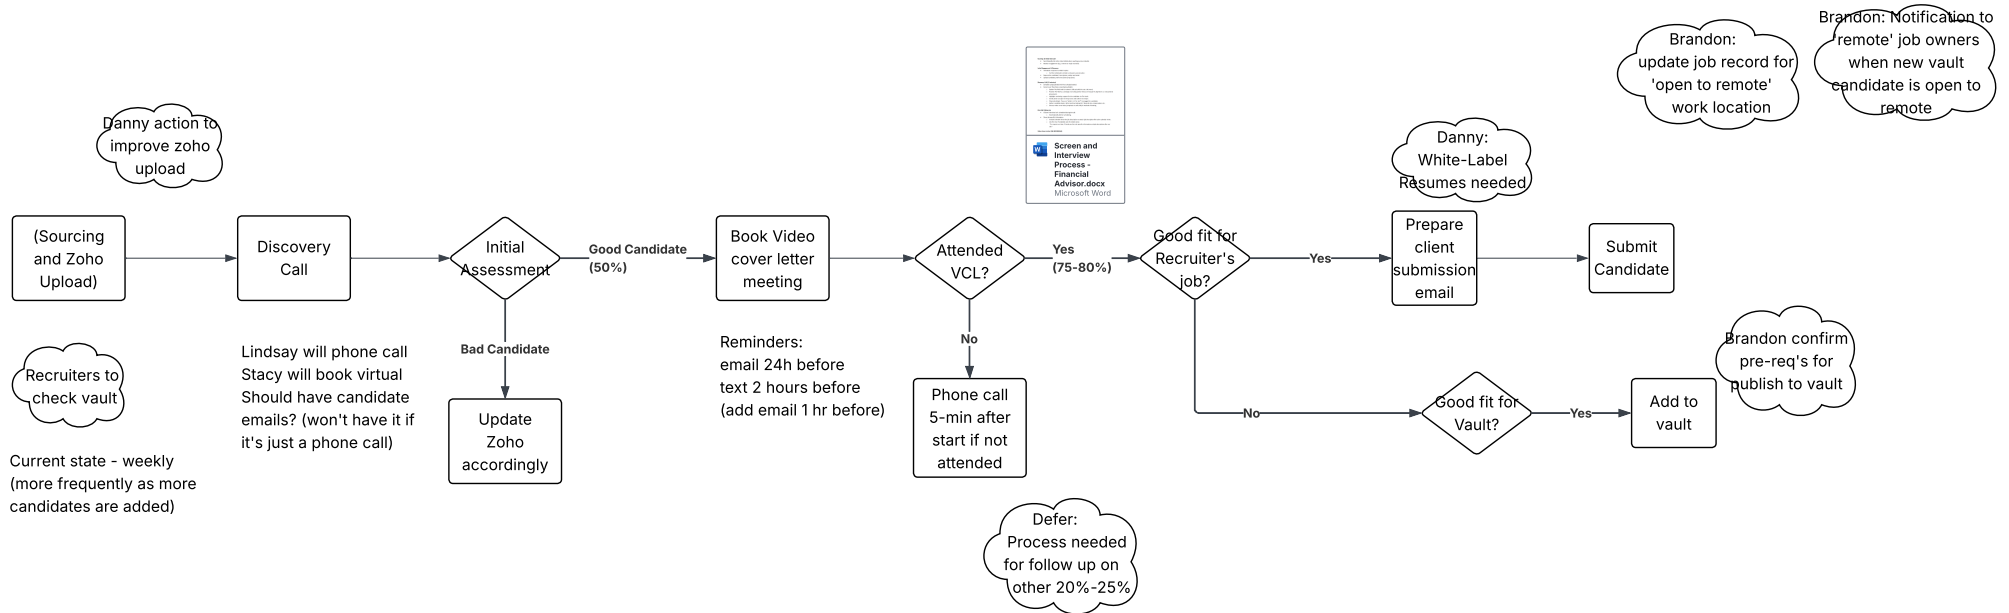 Brandon: Notification to
'remote' job owners
when new vault
candidate is open to
remote
Brandon:
update job record for
'open to remote'
work location
Danny action to
improve zoho
upload
Screen and
Interview
Process -
Financial
Advisor.docx
Microsoft Word
Danny:
White-Label
Resumes needed
(Sourcing
and Zoho
Upload)
Discovery
Call
Initial
Assessment
Good Candidate
(50%)
Book Video
cover letter
meeting
Attended
VCL?
Yes
(75-80%)
Good fit for
Recruiter's
job?
Yes
Prepare
client
submission
email
Submit
Candidate
Bad Candidate
Update
Zoho
accordingly
No
Phone call
5-min after
start if not
attended
No
Good fit for
Vault?
Yes
Add to
vault
Brandon confirm
pre-req's for
publish to vault
Recruiters to
check vault
Current state - weekly
(more frequently as more
candidates are added)
Lindsay will phone call
Stacy will book virtual
Should have candidate
emails? (won't have it if
it's just a phone call)
Reminders:
email 24h before
text 2 hours before
(add email 1 hr before)
Defer:
Process needed
for follow up on
other 20%-25%